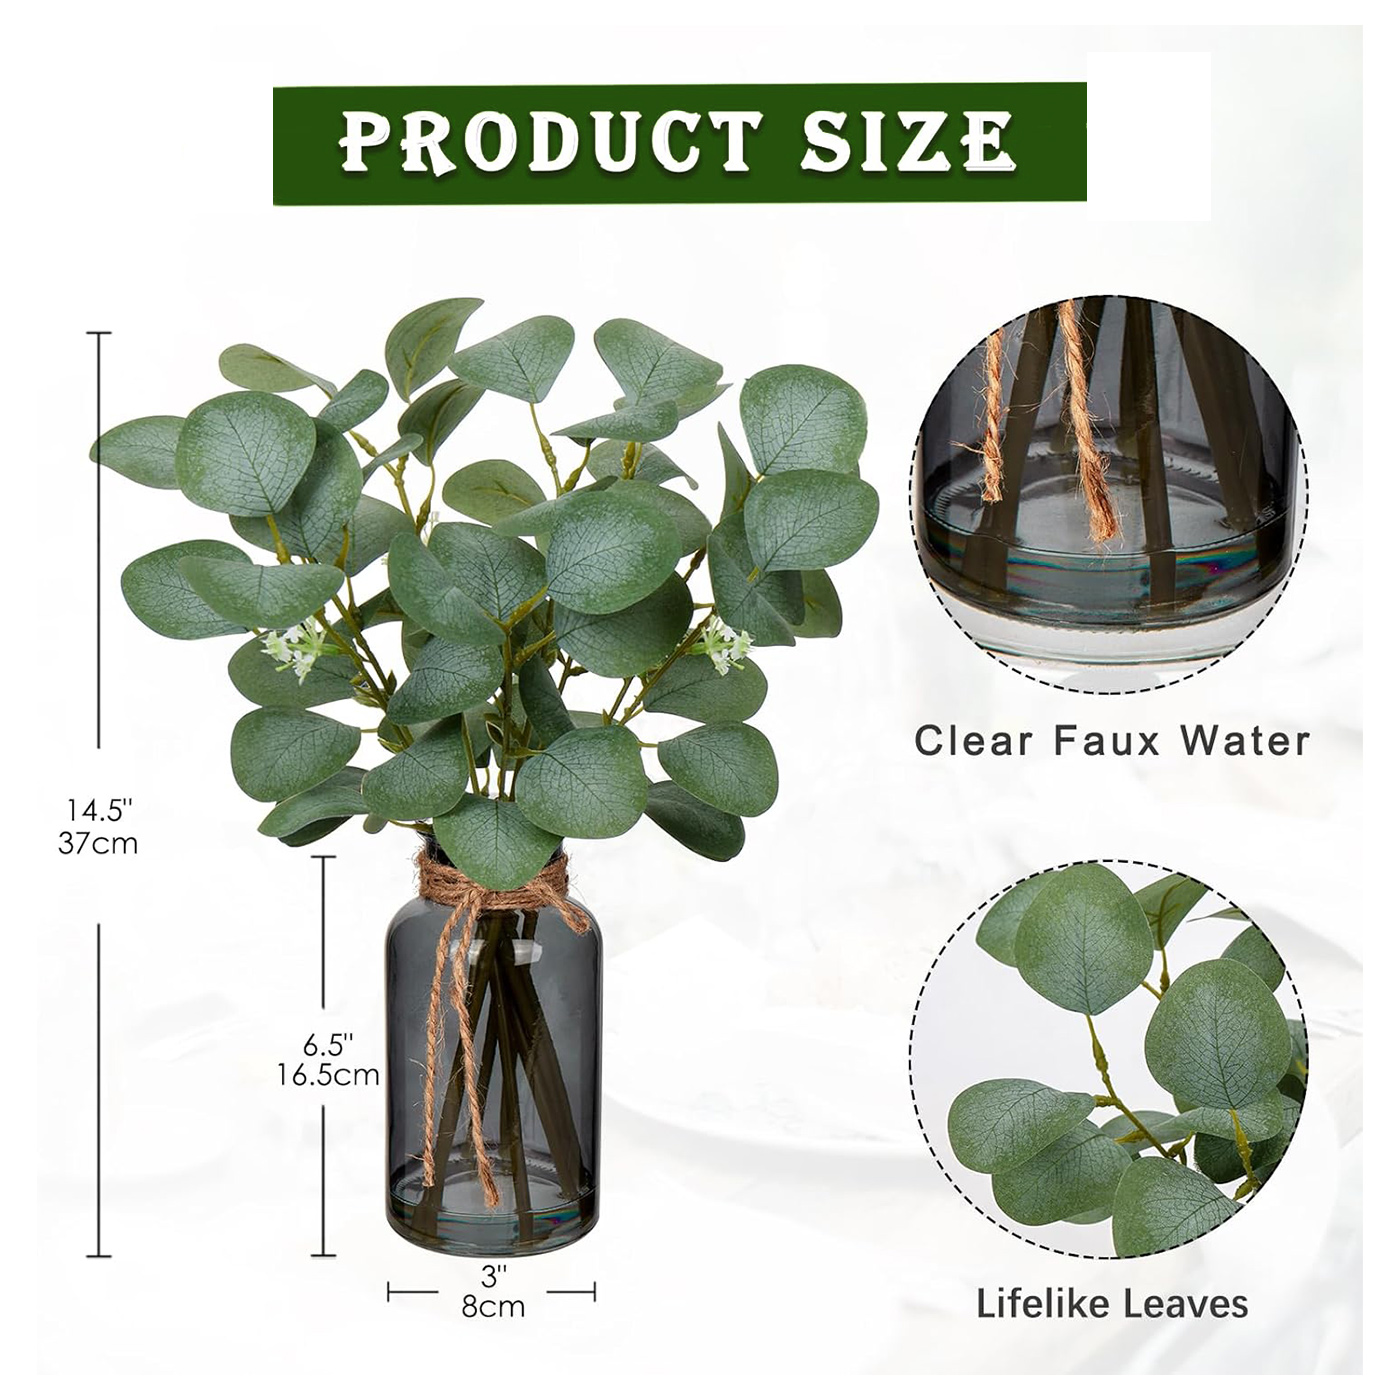 PRODUCT SIZE
14.5"
37cm
6.5"
16.5cm
3"
8cm
Clear Faux Water
Lifelike Leaves